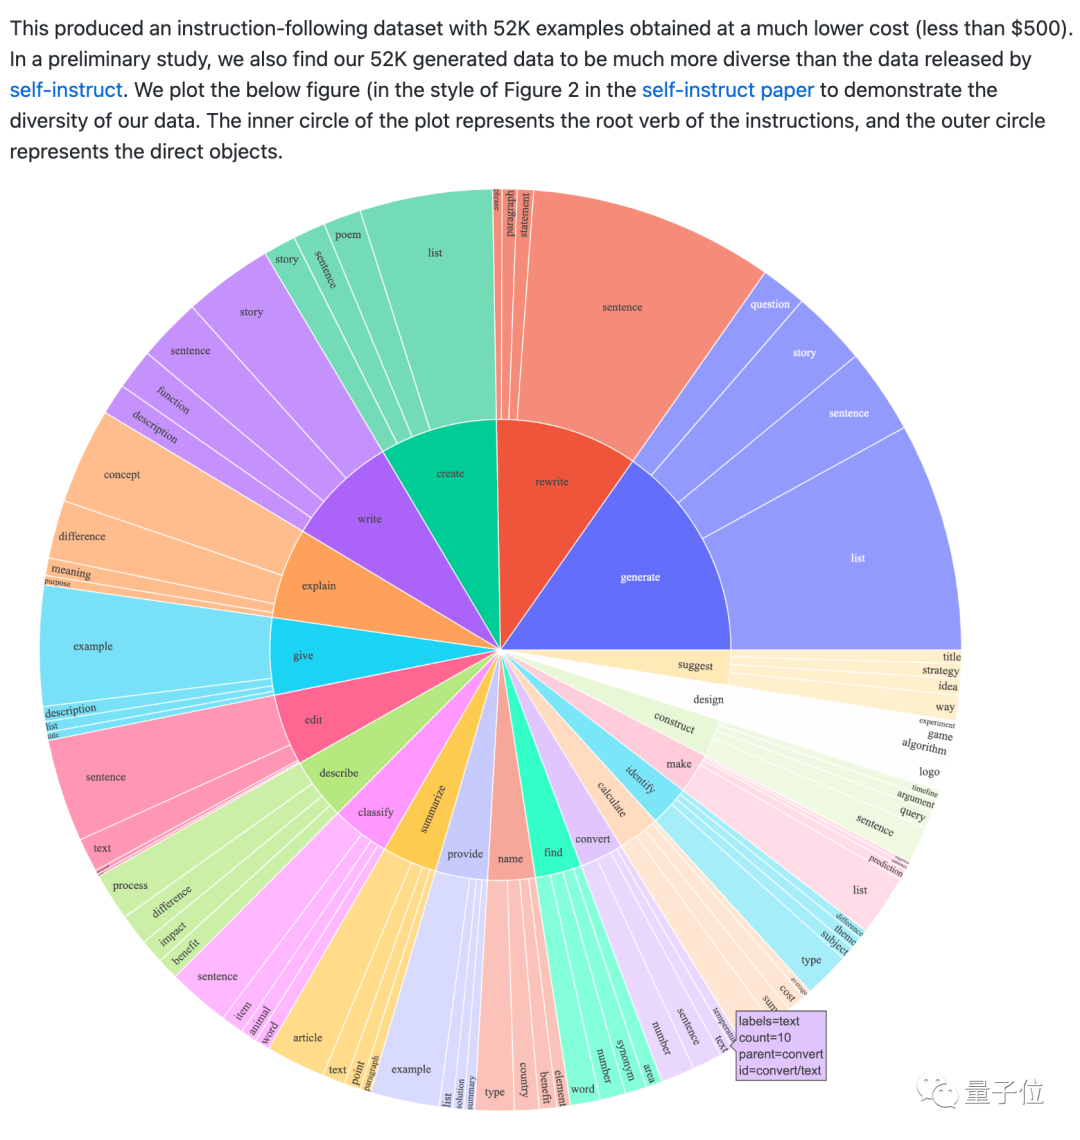 This produced an instruction-following dataset with 52K examples obtained at a much lower cost (less than $500).
In a preliminary study, we also find our 52K generated data to be much more diverse than the data released by
self-instruct. We plot the below figure (in the style of Figure 2 in the self-instruct paper to demonstrate the
diversity of our data. The inner circle of the plot represents the root verb of the instructions, and the outer circle
represents the direct objects.
generate
question
story
sentence
list
rewrite
phrase
paragraph
statement
sentence
create
story
sentence
poem
list
write
story
sentence
function
description
explain
concept
difference
meaning
purpose
give
example
description
list
title
edit
sentence
text
describe
process
difference
impact
benefit
classify
sentence
item
animal
word
summarize
article
text
point
paragraph
provide
example
list
solution
summary
name
type
country
benefit
element
find
word
number
synonym
area
convert
number
sentence
text
temperature
calculate
sum
cost
average
identify
type
subject
theme
difference
make
list
prediction
sentence
construct
sentence
query
argument
timeline
design
logo
algorithm
game
experiment
suggest
way
idea
strategy
title
labels=text
count=10
parent=convert
id=convert/text
量子位